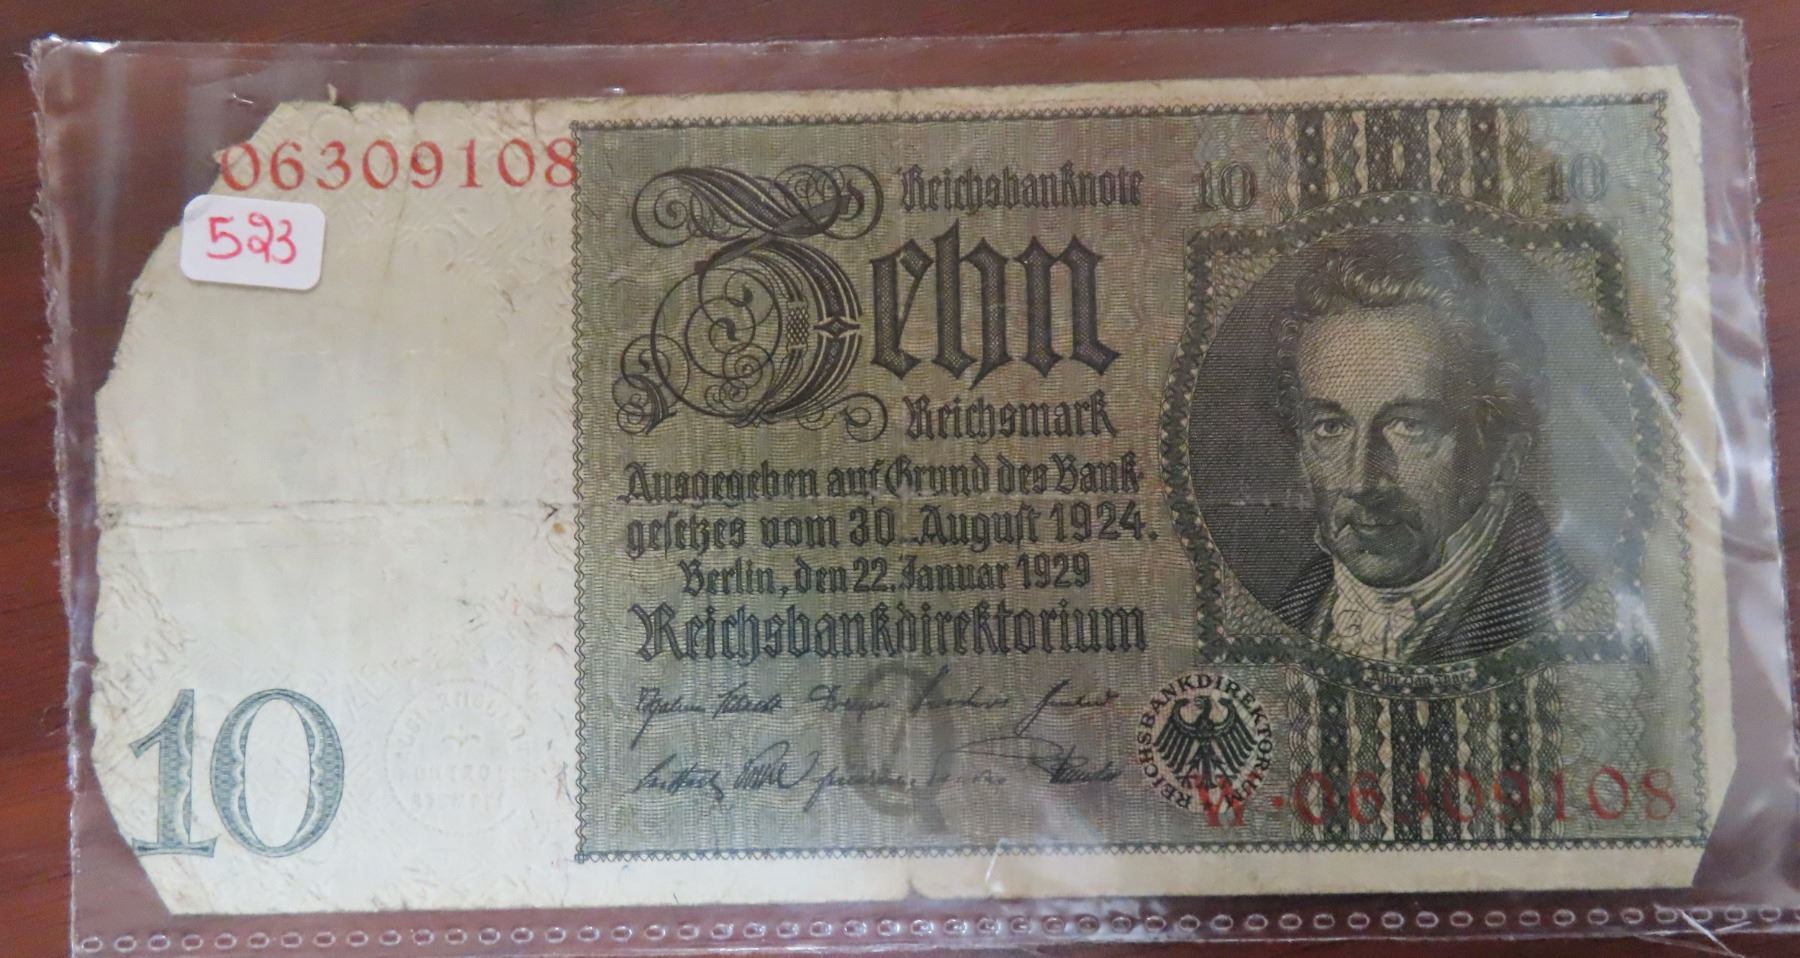 06309108
523
Reichsbanknote
10 10
Zehn
Reichsmark
Ausgegeben auf Grund des Bank-
gesetzes vom 30. August 1924.
Berlin, den 22. Januar 1929
Reichsbankdirektorium
REICHSBANKDIREKTORIUM
10
W·06309108